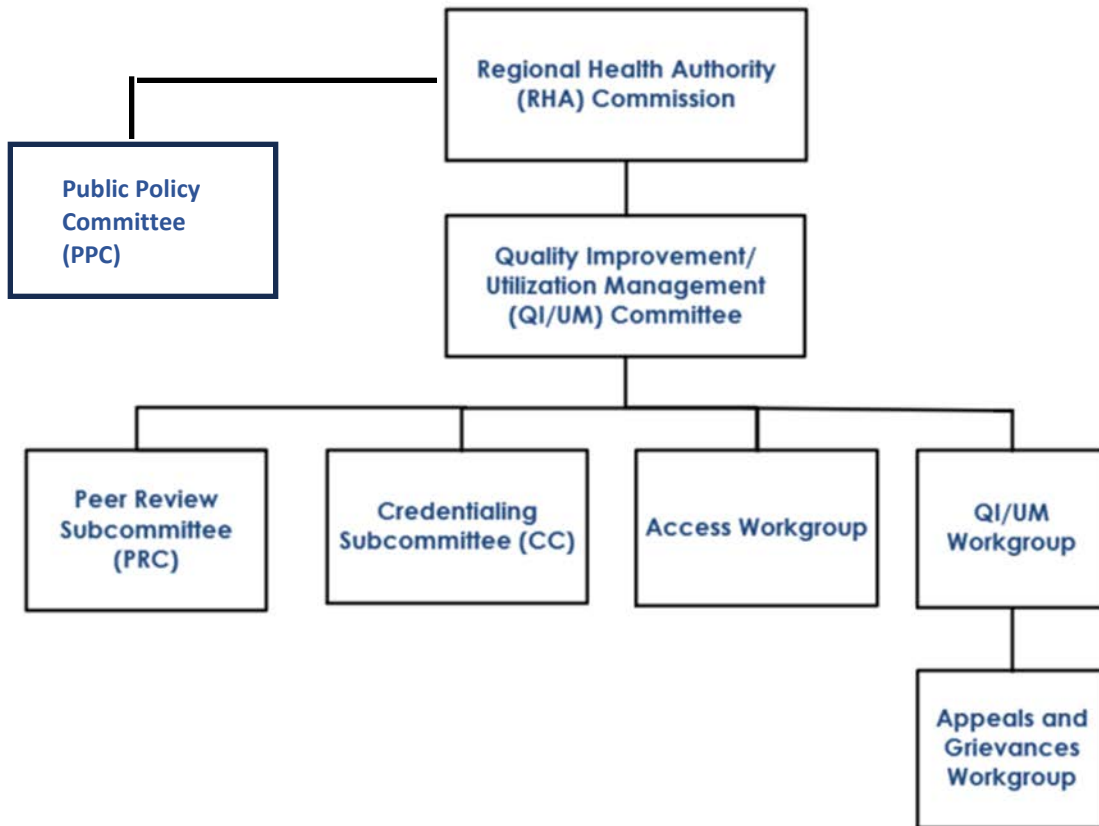 Regional Health Authority
(RHA) Commission
Public Policy
Committee
(PPC)
Quality Improvement/
Utilization Management
(QI/UM) Committee
Peer Review
Subcommittee
(PRC)
Credentialing
Subcommittee (CC)
Access Workgroup
QI/UM
Workgroup
Appeals and
Grievances
Workgroup